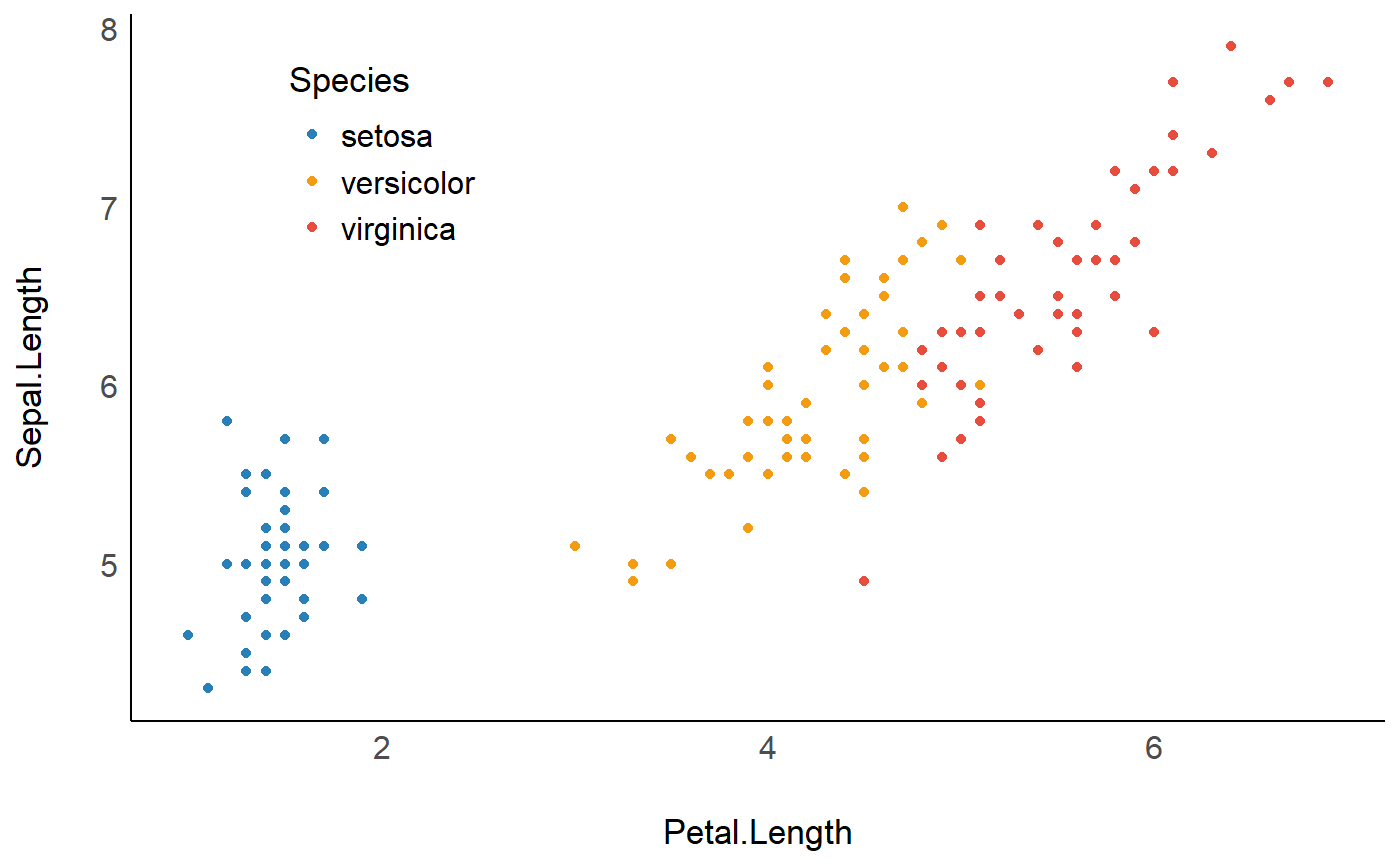 8
Species
setosa
versicolor
virginica
7
6
5
Sepal.Length
2 4 6
Petal.Length